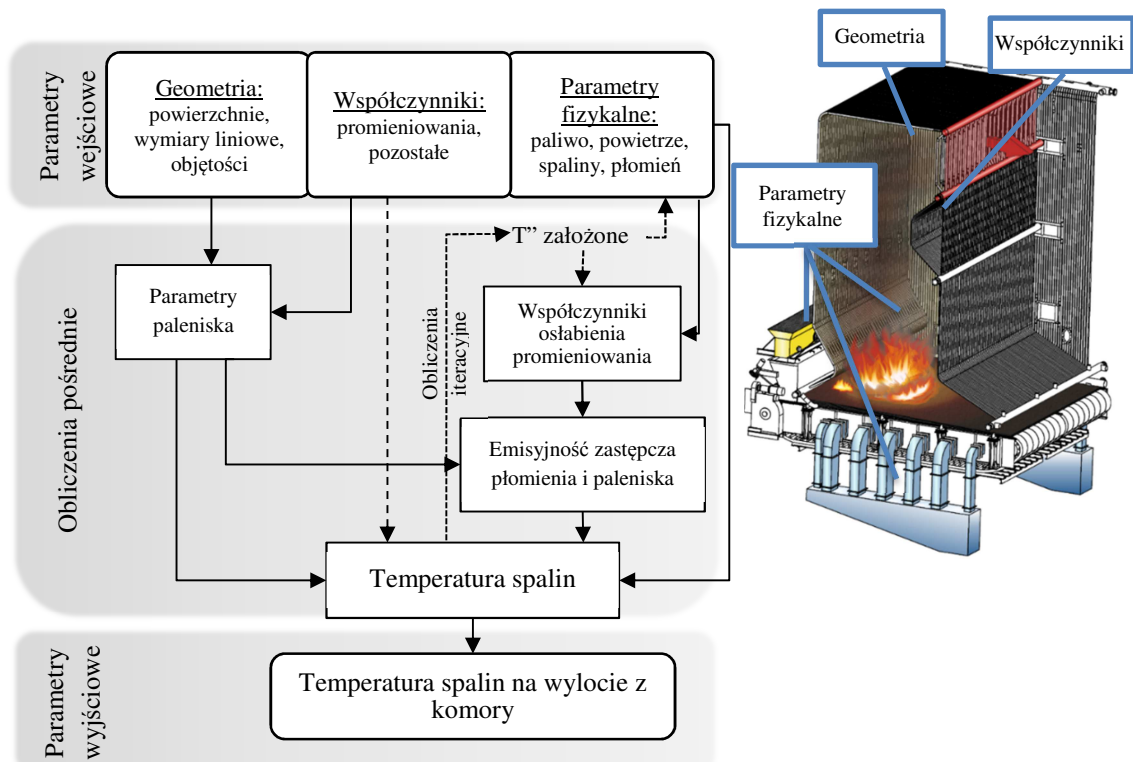 Parametry
wejściowe
Geometria:
powierzchnie,
wymiary liniowe,
objętości
Współczynniki:
promieniowania,
pozostałe
Parametry
fizykalne:
paliwo, powietrze,
spaliny, płomień
Obliczenia pośrednie
T” założone
Parametry
paleniska
Obliczenia
iteracyjne
Współczynniki
osłabienia
promieniowania
Emisyjność zastępcza
płomienia i paleniska
Temperatura spalin
Parametry
wyjściowe
Temperatura spalin na wylocie z
komory
Geometria
Współczynniki
Parametry
fizykalne